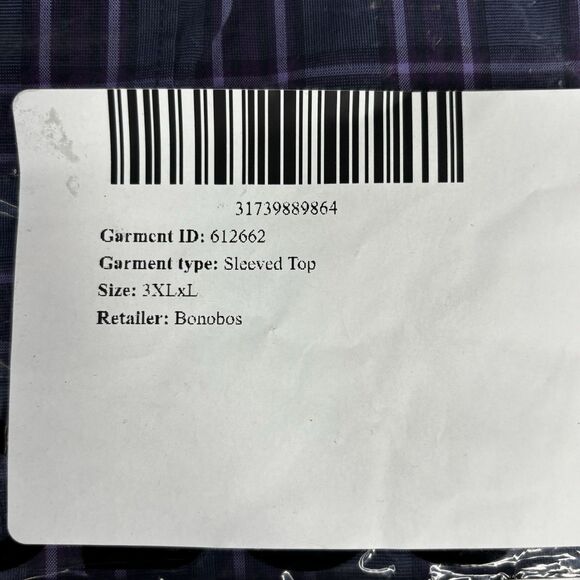 31739889864
Garment ID: 612662
Garment type: Sleeved Top
Size: 3XLxL
Retailer: Bonobos